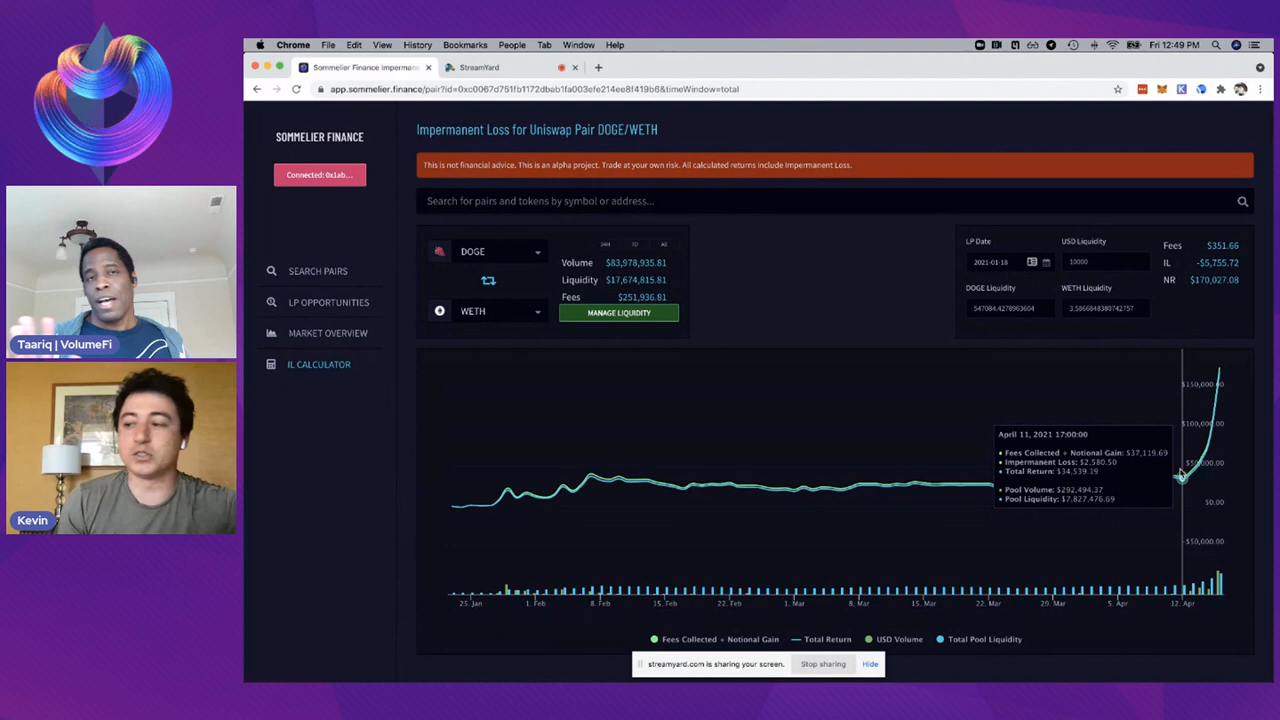 Chrome File Edit View History Bookmarks People Tab Window Help
Fri 12:49 PM
Sommelier Finance Imperman
StreamYard
app.sommelier.finance/pair?id=0xc0067d751fb1172dbab1fa003efe214ee8f419b6&timeWindow=total
SOMMELIER FINANCE
Connected: 0x1ab...
SEARCH PAIRS
LP OPPORTUNITIES
MARKET OVERVIEW
IL CALCULATOR
Impermanent Loss for Uniswap Pair DOGE/WETH
This is not financial advice. This is an alpha project. Trade at your own risk. All calculated returns include Impermanent Loss.
Search for pairs and tokens by symbol or address...
DOGE
WETH
24H 7D
Volume $83,978,935.81
Liquidity $17,674,815.81
Fees $251,936.81
MANAGE LIQUIDITY
LP Date USD Liquidity
2021-01-18 10000
DOGE Liquidity WETH Liquidity
547084.4278963604 3.5866848380742757
Fees $351.66
IL -$5,755.72
NR $170,027.08
April 11, 2021 17:00:00
Fees Collected + Notional Gain: $37,119.69
Impermanent Loss: $2,580.50
Total Return: $34,539.19
Pool Volume: $292,494.37
Pool Liquidity: $7,827,476.69
$150,000.00
$100,000.00
$50,000.00
$0.00
-$50,000.00
25. Jan 1. Feb 8. Feb 15. Feb 22. Feb 1. Mar 8. Mar 15. Mar 22. Mar 29. Mar 5. Apr 12. Apr
Fees Collected + Notional Gain Total Return USD Volume Total Pool Liquidity
streamyard.com is sharing your screen. Stop sharing Hide
Taariq | VolumeFi
Kevin